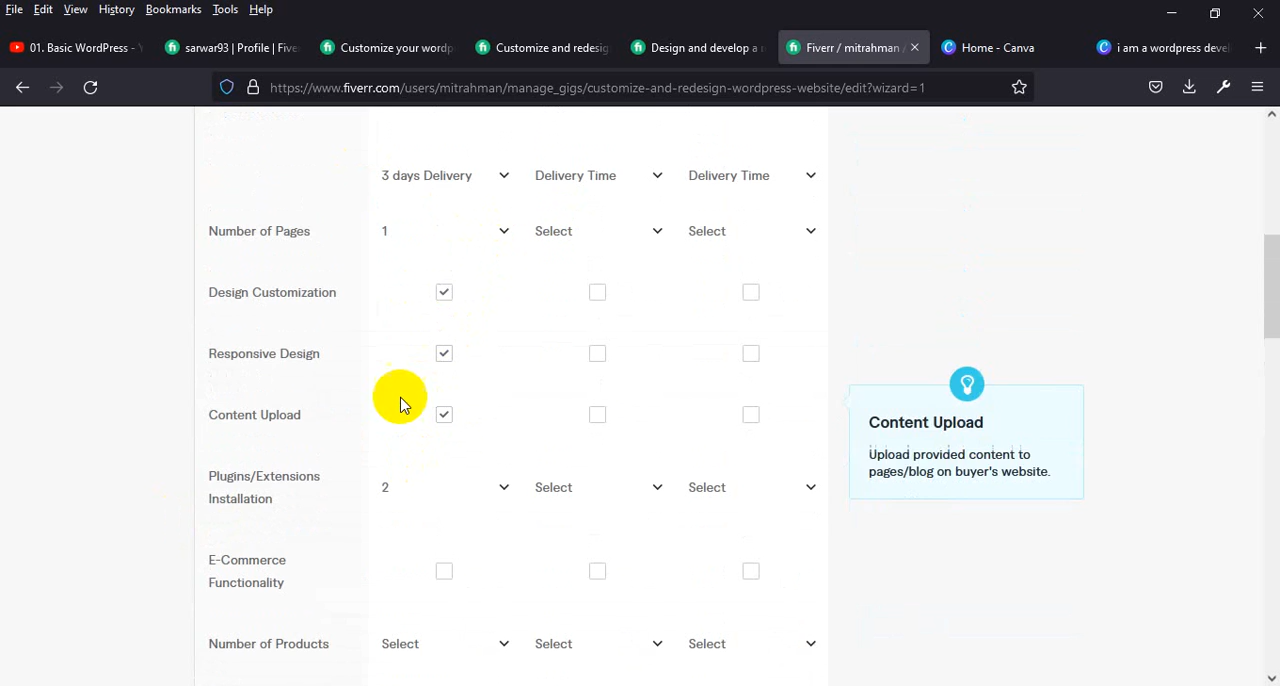 File Edit View History Bookmarks Tools Help
01. Basic WordPress - Y
sarwar93 | Profile | Five
Customize your wordp
Customize and redesig
Design and develop a
Fiverr / mitrahman /
Home - Canva
i am a wordpress devel
https://www.fiverr.com/users/mitrahman/manage_gigs/customize-and-redesign-wordpress-website/edit?wizard=1
3 days Delivery Delivery Time Delivery Time
Number of Pages 1 Select Select
Design Customization
Responsive Design
Content Upload
Content Upload
Upload provided content to
pages/blog on buyer's website.
Plugins/Extensions
Installation
2 Select Select
E-Commerce
Functionality
Number of Products Select Select Select